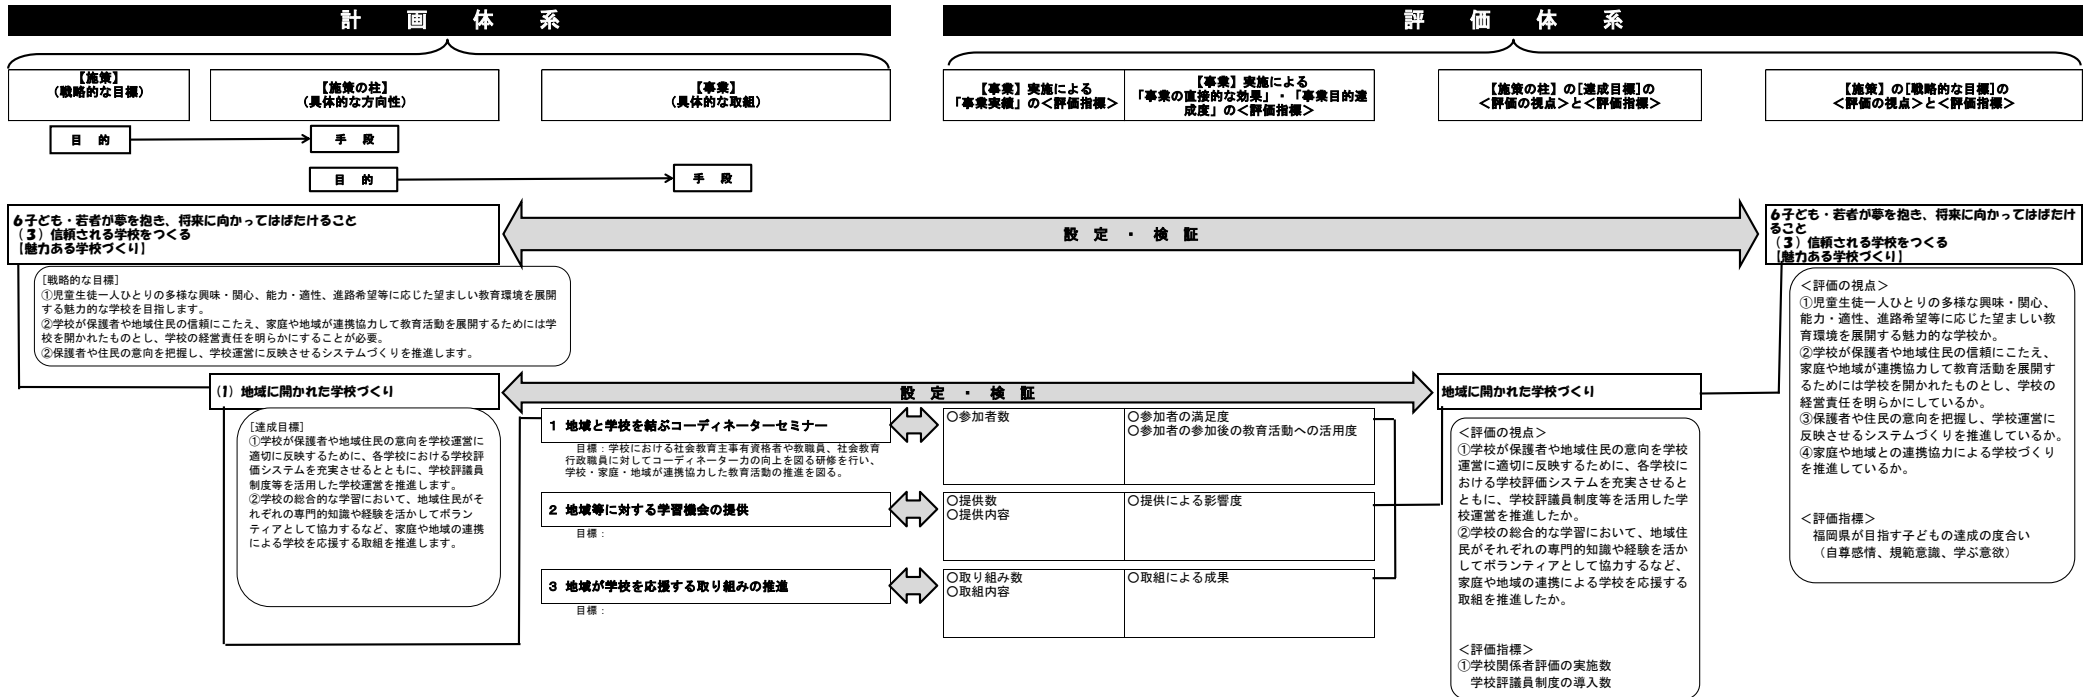 計　画　体　系
評　価　体　系
【施策】
（戦略的な目標）
【施策の柱】
（具体的な方向性）
【事業】
（具体的な取組）
【事業】実施による
「事業実績」の＜評価指標＞
【事業】実施による
「事業の直接的な効果」・「事業目的達
成度」の＜評価指標＞
【施策の柱】の[達成目標]の
＜評価の視点＞と＜評価指標＞
【施策】の[戦略的な目標]の
＜評価の視点＞と＜評価指標＞
目　的
手　段
目　的
手　段
6子ども・若者が夢を抱き、将来に向かってはばたけること
（３）信頼される学校をつくる
【魅力ある学校づくり】
設　定　・　検　証
6子ども・若者が夢を抱き、将来に向かってはばたけ
ること
（３）信頼される学校をつくる
【魅力ある学校づくり】
[戦略的な目標]
①児童生徒一人ひとりの多様な興味・関心、能力・適性、進路希望等に応じた望ましい教育環境を展開
する魅力的な学校を目指します。
②学校が保護者や地域住民の信頼にこたえ、家庭や地域が連携協力して教育活動を展開するためには学
校を開かれたものとし、学校の経営責任を明らかにすることが必要。
②保護者や住民の意向を把握し、学校運営に反映させるシステムづくりを推進します。
＜評価の視点＞
①児童生徒一人ひとりの多様な興味・関心、
能力・適性、進路希望等に応じた望ましい教
育環境を展開する魅力的な学校か。
②学校が保護者や地域住民の信頼にこたえ、
家庭や地域が連携協力して教育活動を展開す
るためには学校を開かれたものとし、学校の
経営責任を明らかにしているか。
③保護者や住民の意向を把握し、学校運営に
反映させるシステムづくりを推進しているか。
④家庭や地域との連携協力による学校づくり
を推進しているか。
＜評価指標＞
福岡県が目指す子どもの達成の度合い
（自尊感情、規範意識、学ぶ意欲）
(1) 地域に開かれた学校づくり
設　定　・　検　証
地域に開かれた学校づくり
[達成目標]
①学校が保護者や地域住民の意向を学校運営に
適切に反映するために、各学校における学校評
価システムを充実させるとともに、学校評議員
制度等を活用した学校運営を推進します。
②学校の総合的な学習において、地域住民がそ
れぞれの専門的知識や経験を活かしてボラン
ティアとして協力するなど、家庭や地域の連携
による学校を応援する取組を推進します。
1 地域と学校を結ぶコーディネーターセミナー
目標：学校における社会教育主事有資格者や教職員、社会教育
行政職員に対してコーディネーター力の向上を図る研修を行い、
学校・家庭・地域が連携協力した教育活動の推進を図る。
○参加者数
○参加者の満足度
○参加者の参加後の教育活動への活用度
2 地域等に対する学習機会の提供
目標：
○提供数
○提供内容
○提供による影響度
3 地域が学校を応援する取り組みの推進
目標：
○取り組み数
○取組内容
○取組による成果
＜評価の視点＞
①学校が保護者や地域住民の意向を学校
運営に適切に反映するために、各学校に
おける学校評価システムを充実させると
ともに、学校評議員制度等を活用した学
校運営を推進したか。
②学校の総合的な学習において、地域住
民がそれぞれの専門的知識や経験を活か
してボランティアとして協力するなど、
家庭や地域の連携による学校を応援する
取組を推進したか。
＜評価指標＞
①学校関係者評価の実施数
学校評議員制度の導入数